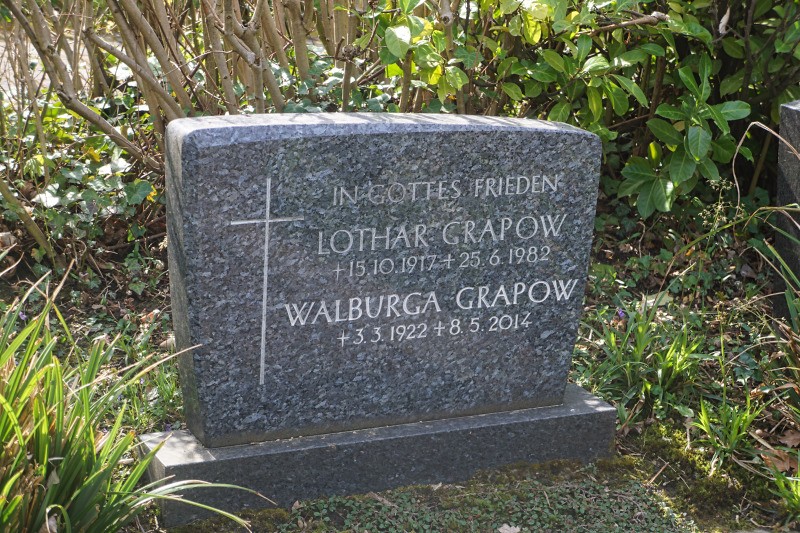 IN GOTTES FRIEDEN
LOTHAR GRAPOW
+15.10.1917+25.6.1982
WALBURGA GRAPOW
+3.3.1922+8.5.2014